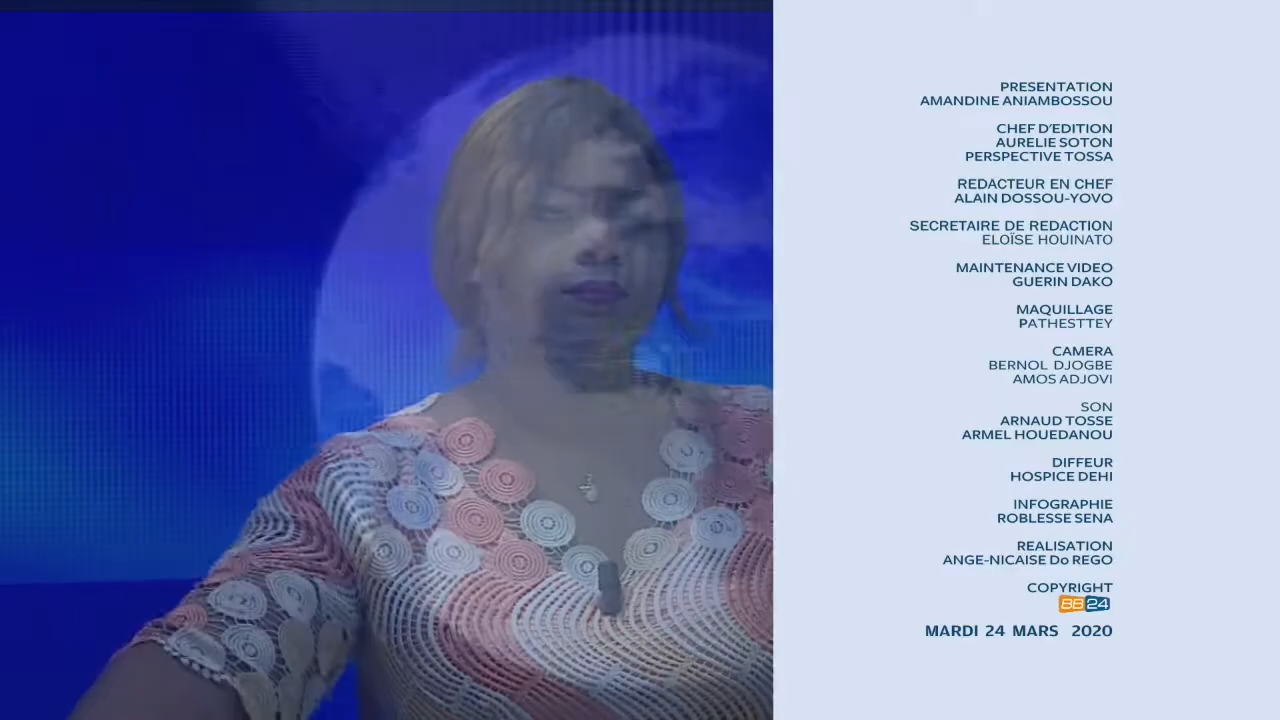 PRESENTATION
AMANDINE ANIAMBOSSOU
CHEF D'EDITION
AURELIE SOTON
PERSPECTIVE TOSSA
REDACTEUR EN CHEF
ALAIN DOSSOU-YOVO
SECRETAIRE DE REDACTION
ELOÏSE HOUINATO
MAINTENANCE VIDEO
GUERIN DAKO
MAQUILLAGE
PATHESTTEY
CAMERA
BERNOL DJOGBE
AMOS ADJOVI
SON
ARNAUD TOSSE
ARMEL HOUEDANOU
DIFFEUR
HOSPICE DEHI
INFOGRAPHIE
ROBLESSE SENA
REALISATION
ANGE-NICAISE Do REGO
COPYRIGHT
BB24
MARDI 24 MARS 2020